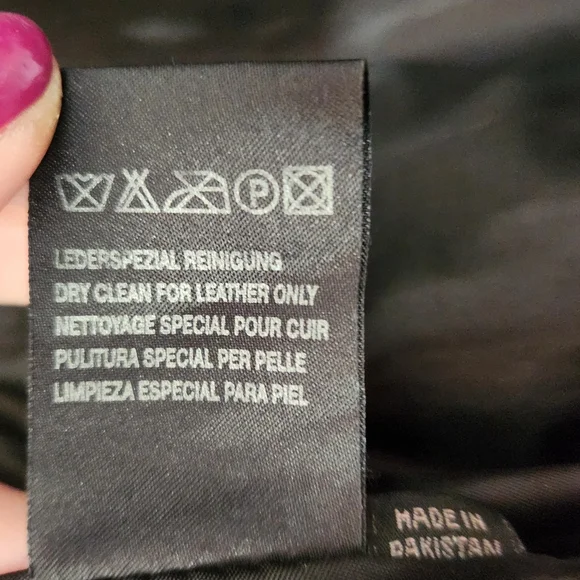 P
LEDERSPEZIAL REINIGUNG
DRY CLEAN FOR LEATHER ONLY
NETTOYAGE SPECIAL POUR CUIR
PULITURA SPECIAL PER PELLE
LIMPIEZA ESPECIAL PARA PIEL
MADE IN
PAKISTAN